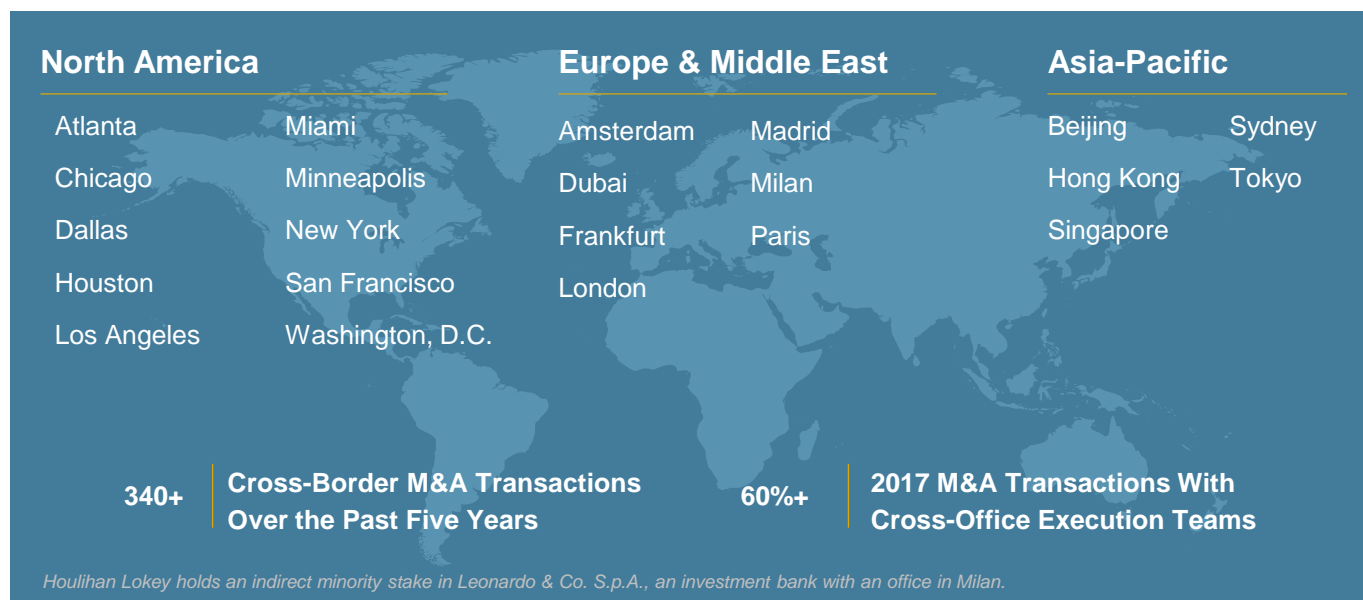 North America
Atlanta
Chicago
Dallas
Houston
Los Angeles
Miami
Minneapolis
New York
San Francisco
Washington, D.C.
Europe & Middle East
Amsterdam
Dubai
Frankfurt
London
Madrid
Milan
Paris
Asia-Pacific
Beijing
Hong Kong
Singapore
Sydney
Tokyo
340+
Cross-Border M&A Transactions
Over the Past Five Years
60%+
2017 M&A Transactions With
Cross-Office Execution Teams
Houlihan Lokey holds an indirect minority stake in Leonardo & Co. S.p.A., an investment bank with an office in Milan.